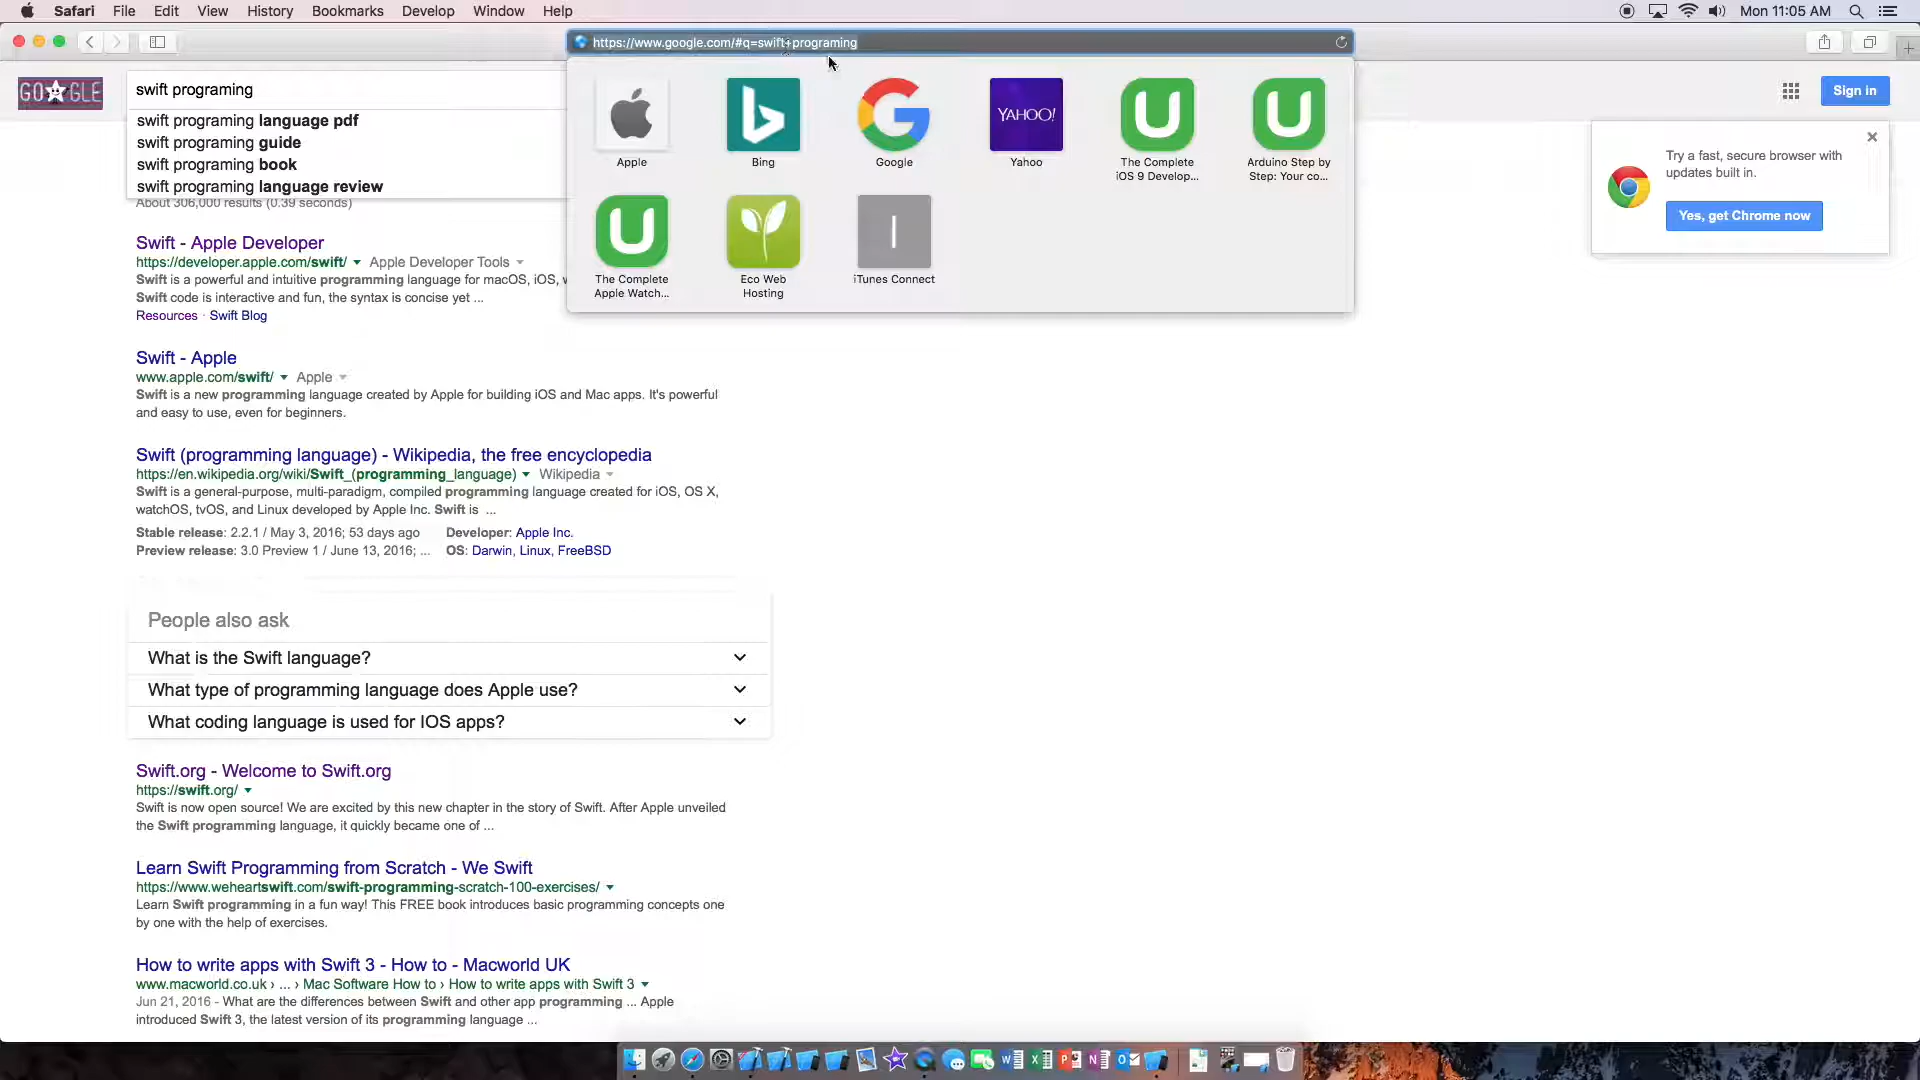 Safari File Edit View History Bookmarks Develop Window Help
Mon 11:05 AM
https://www.google.com/#q=swift+programing
GO GLE
swift programing
Sign in
swift programing language pdf
swift programing guide
swift programing book
swift programing language review
About 306,000 results (0.39 seconds)
YAHOO!
Apple
Bing
Google
Yahoo
The Complete
iOS 9 Develop...
Arduino Step by
Step: Your co...
The Complete
Apple Watch...
Eco Web
Hosting
I
iTunes Connect
Try a fast, secure browser with
updates built in.
Yes, get Chrome now
Swift - Apple Developer
https://developer.apple.com/swift/ Apple Developer Tools
Swift is a powerful and intuitive programming language for macOS, iOS,
Swift code is interactive and fun, the syntax is concise yet ...
Resources · Swift Blog
Swift - Apple
www.apple.com/swift/ Apple
Swift is a new programming language created by Apple for building iOS and Mac apps. It's powerful
and easy to use, even for beginners.
Swift (programming language) - Wikipedia, the free encyclopedia
https://en.wikipedia.org/wiki/Swift_(programming_language) Wikipedia
Swift is a general-purpose, multi-paradigm, compiled programming language created for iOS, OS X,
watchOS, tvOS, and Linux developed by Apple Inc. Swift is ...
Stable release: 2.2.1 / May 3, 2016; 53 days ago Developer: Apple Inc.
Preview release: 3.0 Preview 1 / June 13, 2016; ... OS: Darwin, Linux, FreeBSD
People also ask
What is the Swift language?
What type of programming language does Apple use?
What coding language is used for IOS apps?
Swift.org - Welcome to Swift.org
https://swift.org/
Swift is now open source! We are excited by this new chapter in the story of Swift. After Apple unveiled
the Swift programming language, it quickly became one of ...
Learn Swift Programming from Scratch - We Swift
https://www.weheartswift.com/swift-programming-scratch-100-exercises/
Learn Swift programming in a fun way! This FREE book introduces basic programming concepts one
by one with the help of exercises.
How to write apps with Swift 3 - How to - Macworld UK
www.macworld.co.uk › ... › Mac Software How to › How to write apps with Swift 3
Jun 21, 2016 - What are the differences between Swift and other app programming ... Apple
introduced Swift 3, the latest version of its programming language ...